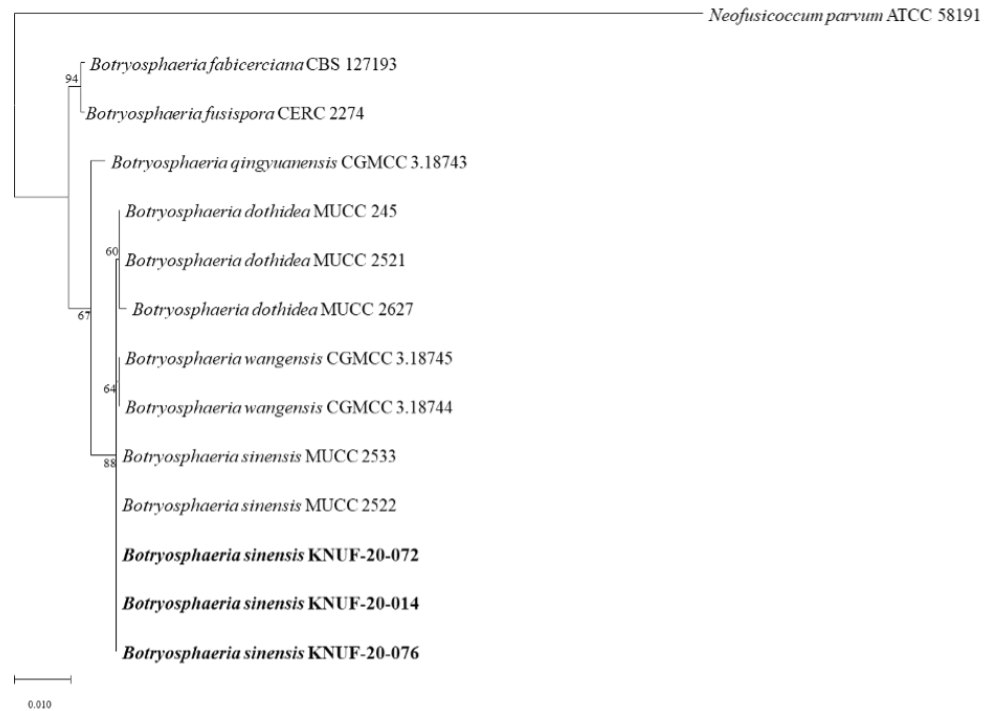 Neofusicoccum parvum ATCC 58191
Botryosphaeria fabicerciana CBS 127193
94
Botryosphaeria fusispora CERC 2274
Botryosphaeria qingyuanensis CGMCC 3.18743
Botryosphaeria dothidea MUCC 245
60
Botryosphaeria dothidea MUCC 2521
Botryosphaeria dothidea MUCC 2627
67
Botryosphaeria wangensis CGMCC 3.18745
64
Botryosphaeria wangensis CGMCC 3.18744
Botryosphaeria sinensis MUCC 2533
88
Botryosphaeria sinensis MUCC 2522
Botryosphaeria sinensis KNUF-20-072
Botryosphaeria sinensis KNUF-20-014
Botryosphaeria sinensis KNUF-20-076
0.010